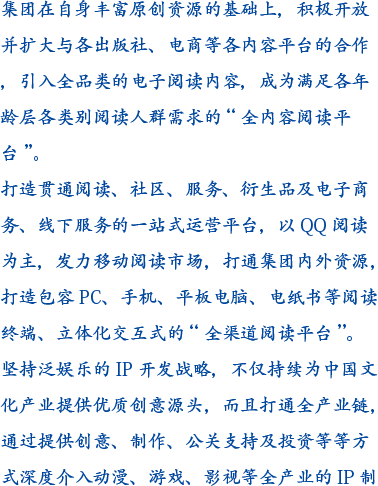 集团在自身丰富原创资源的基础上，积极开放
并扩大与各出版社、电商等各内容平台的合作
，引入全品类的电子阅读内容，成为满足各年
龄层各类别阅读人群需求的“全内容阅读平
台”。
打造贯通阅读、社区、服务、衍生品及电子商
务、线下服务的一站式运营平台，以 QQ 阅读
为主，发力移动阅读市场，打通集团内外资源，
打造包容 PC、手机、平板电脑、电纸书等阅读
终端、立体化交互式的“全渠道阅读平台”。
坚持泛娱乐的 IP 开发战略，不仅持续为中国文
化产业提供优质创意源头，而且打通全产业链，
通过提供创意、制作、公关支持及投资等等方
式深度介入动漫、游戏、影视等全产业的 IP 制